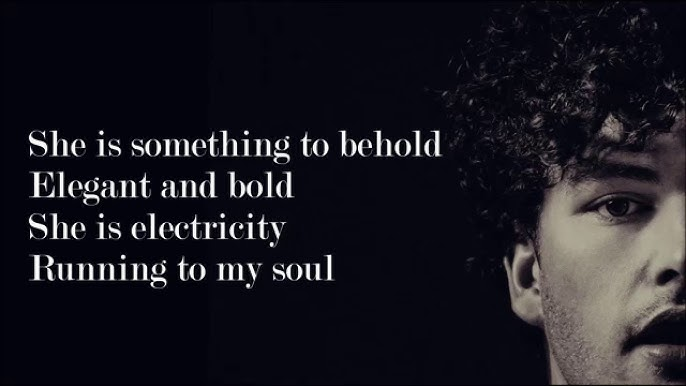 She is something to behold
Elegant and bold
She is electricity
Running to my soul